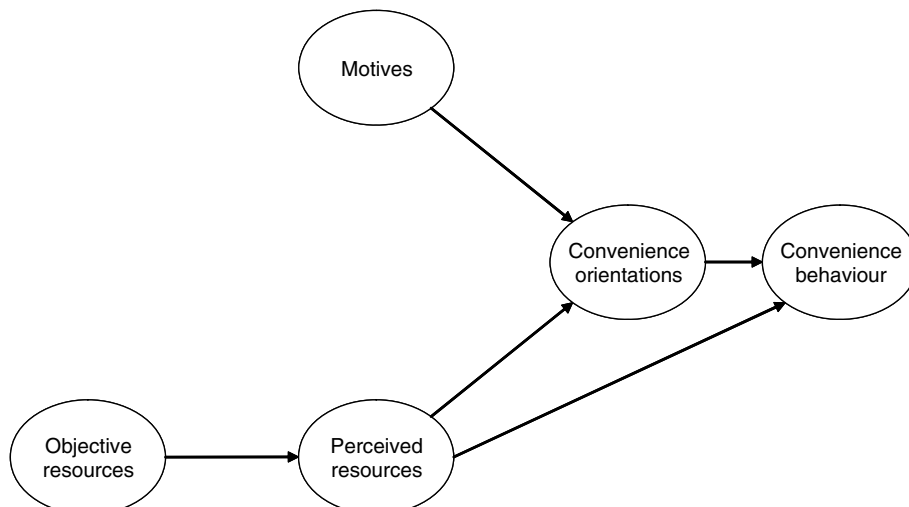 Motives
Convenience
orientations
Convenience
behaviour
Objective
resources
Perceived
resources